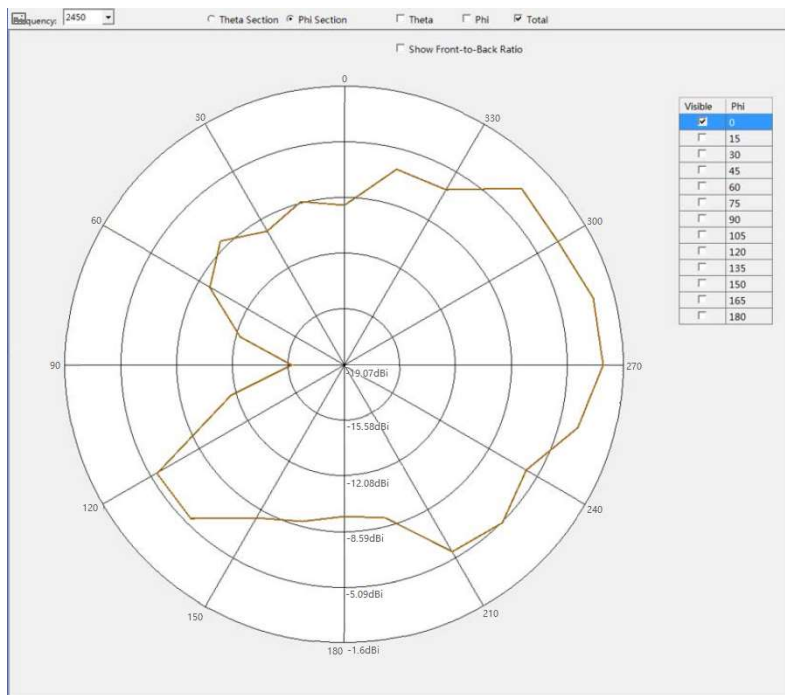 equency: 2450 Theta Section Phi Section Theta Phi Total
Show Front-to-Back Ratio
0
30
330
60
300
90
270
120
240
150
210
180
-19.07dBi
-15.58dBi
-12.08dBi
-8.59dBi
-5.09dBi
-1.6dBi
Visible Phi
0
15
30
45
60
75
90
105
120
135
150
165
180